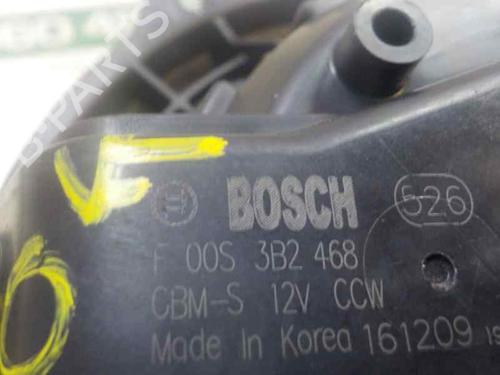 BOSCH 526
F 00S 3B2 468
CBM-S 12V CCW
Made In Korea 161209
B-PARTS